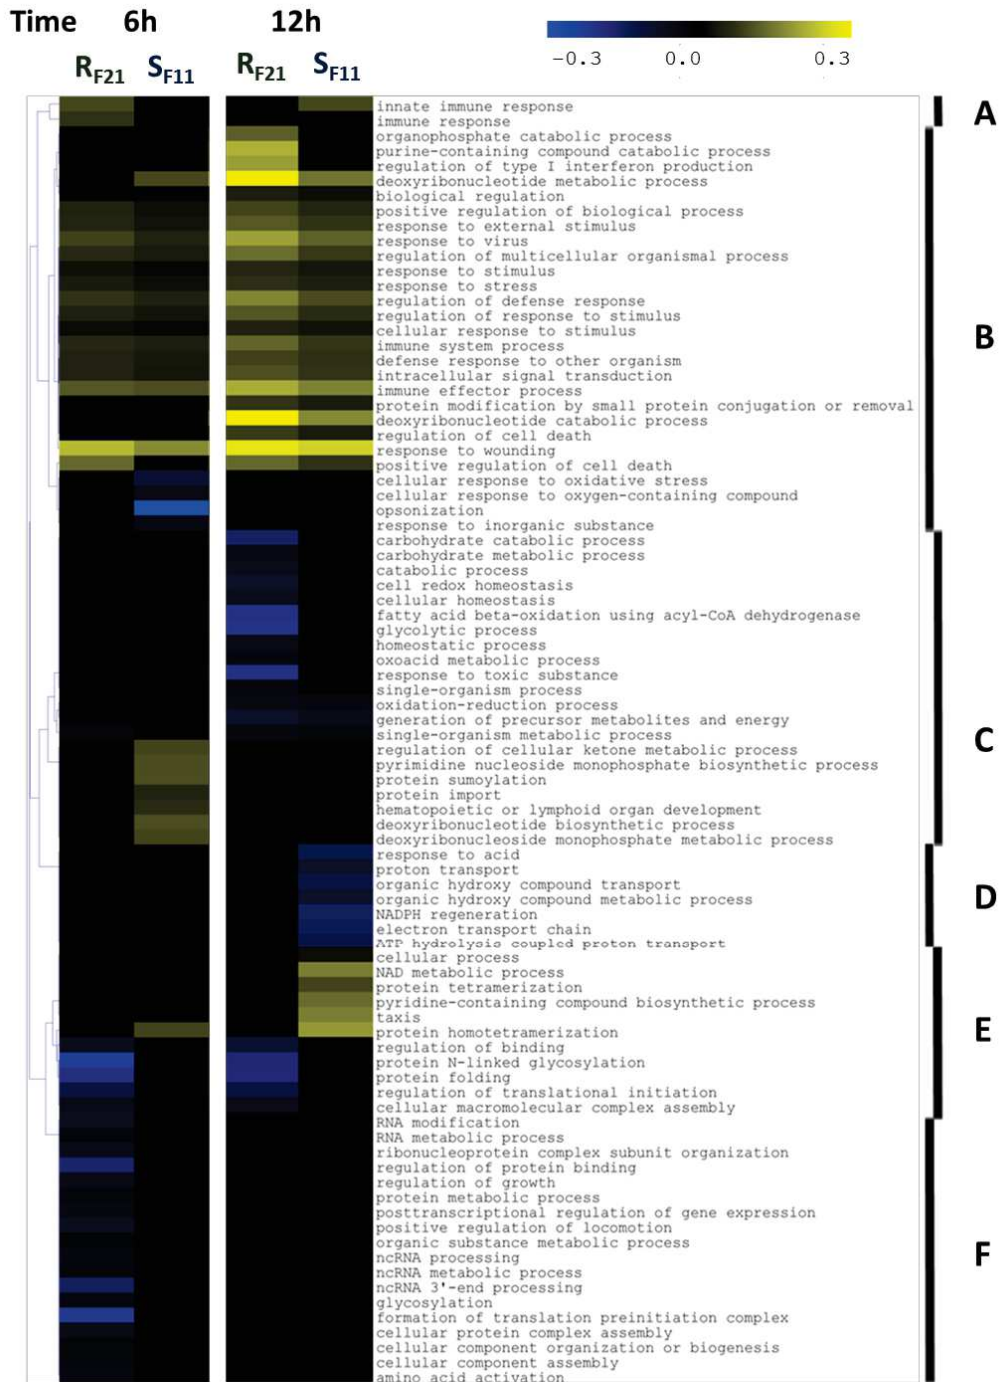 Time 6h 12h
-0.3 0.0 0.3
RF21 SF11 RF21 SF11
innate immune response
immune response
A
organophosphate catabolic process
purine-containing compound catabolic process
regulation of type I interferon production
deoxyribonucleotide metabolic process
biological regulation
positive regulation of biological process
response to external stimulus
response to virus
regulation of multicellular organismal process
response to stimulus
response to stress
regulation of defense response
regulation of response to stimulus
cellular response to stimulus
B
immune system process
defense response to other organism
intracellular signal transduction
immune effector process
protein modification by small protein conjugation or removal
deoxyribonucleotide catabolic process
regulation of cell death
response to wounding
positive regulation of cell death
cellular response to oxidative stress
cellular response to oxygen-containing compound
opsonization
response to inorganic substance
carbohydrate catabolic process
carbohydrate metabolic process
catabolic process
cell redox homeostasis
cellular homeostasis
fatty acid beta-oxidation using acyl-CoA dehydrogenase
glycolytic process
homeostatic process
oxoacid metabolic process
response to toxic substance
single-organism process
oxidation-reduction process
generation of precursor metabolites and energy
single-organism metabolic process
C
regulation of cellular ketone metabolic process
pyrimidine nucleoside monophosphate biosynthetic process
protein sumoylation
protein import
hematopoietic or lymphoid organ development
deoxyribonucleotide biosynthetic process
deoxyribonucleoside monophosphate metabolic process
response to acid
proton transport
organic hydroxy compound transport
organic hydroxy compound metabolic process
D
NADPH regeneration
electron transport chain
ATP hydrolysis coupled proton transport
cellular process
NAD metabolic process
protein tetramerization
pyridine-containing compound biosynthetic process
taxis
protein homotetramerization
E
regulation of binding
protein N-linked glycosylation
protein folding
regulation of translational initiation
cellular macromolecular complex assembly
RNA modification
RNA metabolic process
ribonucleoprotein complex subunit organization
regulation of protein binding
regulation of growth
protein metabolic process
posttranscriptional regulation of gene expression
positive regulation of locomotion
organic substance metabolic process
ncRNA processing
F
ncRNA metabolic process
ncRNA 3'-end processing
glycosylation
formation of translation preinitiation complex
cellular protein complex assembly
cellular component organization or biogenesis
cellular component assembly
amino acid activation